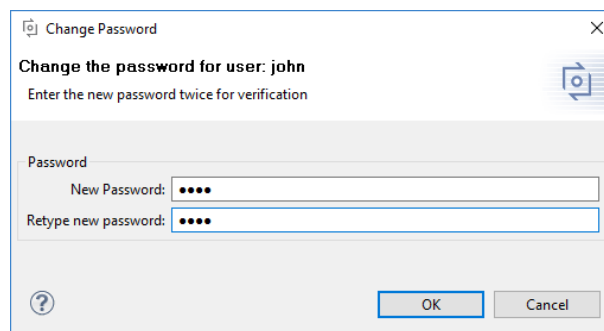 Change Password
Change the password for user: john
Enter the new password twice for verification
Password
New Password: ●●●●
Retype new password: ●●●●
?
OK Cancel